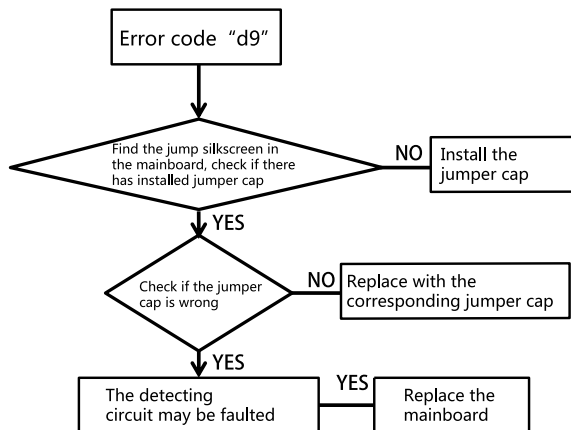 Error code “d9”
Find the jump silkscreen in
the mainboard, check if there
has installed jumper cap
NO
Install the
jumper cap
YES
Check if the jumper
cap is wrong
NO
Replace with the
corresponding jumper cap
YES
The detecting
circuit may be faulted
YES
Replace the
mainboard